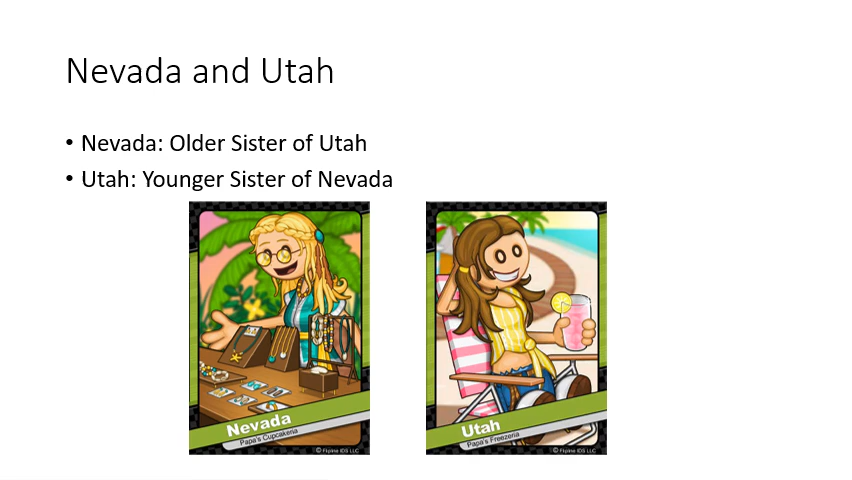 Nevada and Utah
• Nevada: Older Sister of Utah
• Utah: Younger Sister of Nevada
Nevada
Papa's Cupcakeria
© Flipline IDS LLC
Utah
Papa's Freezeria
© Flipline IDS LLC